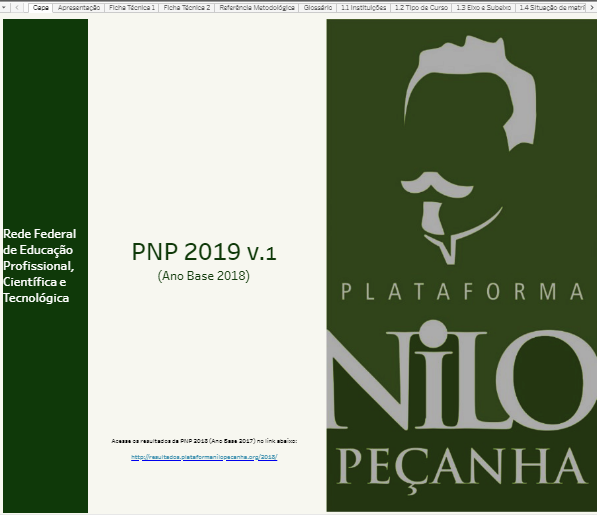 Capa Apresentação Ficha Técnica 1 Ficha Técnica 2 Referência Metodológica Glossário 1.1 Instituições 1.2 Tipo de Curso 1.3 Eixo e Subeixo 1.4 Situação de matrí
Rede Federal
de Educação
Profissional,
Científica e
Tecnológica
PNP 2019 v.1
(Ano Base 2018)
Acesse os resultados da PNP 2018 (Ano Base 2017) no link abaixo:
http://resultados.plataformanilopecanha.org/2018/
PLATAFORMA
NILO
PEÇANHA